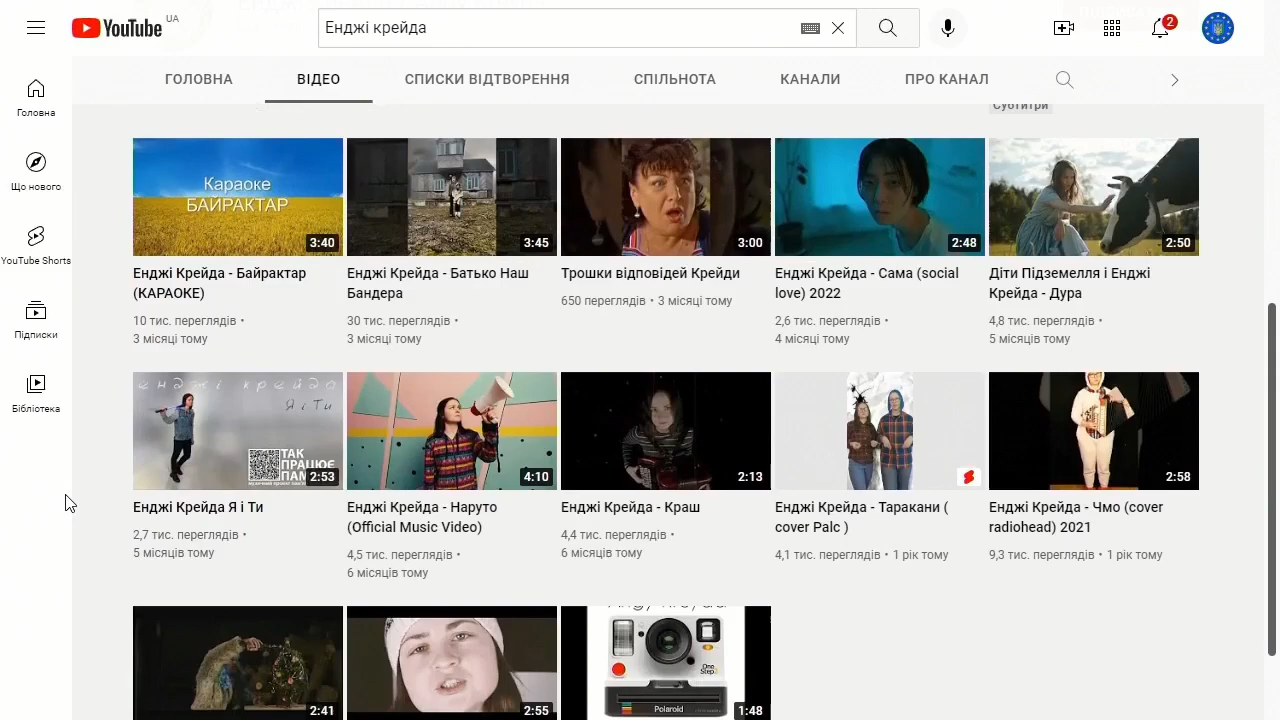 YouTube UA
Енджі крейда
2
ГОЛОВНА ВІДЕО СПИСКИ ВІДТВОРЕННЯ СПІЛЬНОТА КАНАЛИ ПРО КАНАЛ
Головна
Що нового
YouTube Shorts
Підписки
Бібліотека
Субтитри
Караоке
БАЙРАКТАР
3:40
Енджі Крейда - Байрактар
(КАРАОКЕ)
10 тис. переглядів •
3 місяці тому
3:45
Енджі Крейда - Батько Наш
Бандера
30 тис. переглядів •
3 місяці тому
3:00
Трошки відповідей Крейди
650 переглядів • 3 місяці тому
2:48
Енджі Крейда - Сама (social
love) 2022
2,6 тис. переглядів •
4 місяці тому
2:50
Діти Підземелля і Енджі
Крейда - Дура
4,8 тис. переглядів •
5 місяців тому
енджі крейда
Я і Ти
ТАК
ПРАЦЮЄ
ПАМ
2:53
Енджі Крейда Я і Ти
2,7 тис. переглядів •
5 місяців тому
4:10
Енджі Крейда - Наруто
(Official Music Video)
4,5 тис. переглядів •
6 місяців тому
2:13
Енджі Крейда - Краш
4,4 тис. переглядів •
6 місяців тому
Енджі Крейда - Таракани (
cover Palc )
4,1 тис. переглядів • 1 рік тому
2:58
Енджі Крейда - Чмо (cover
radiohead) 2021
9,3 тис. переглядів • 1 рік тому
2:41
2:55
One
Step2
Polaroid
1:48